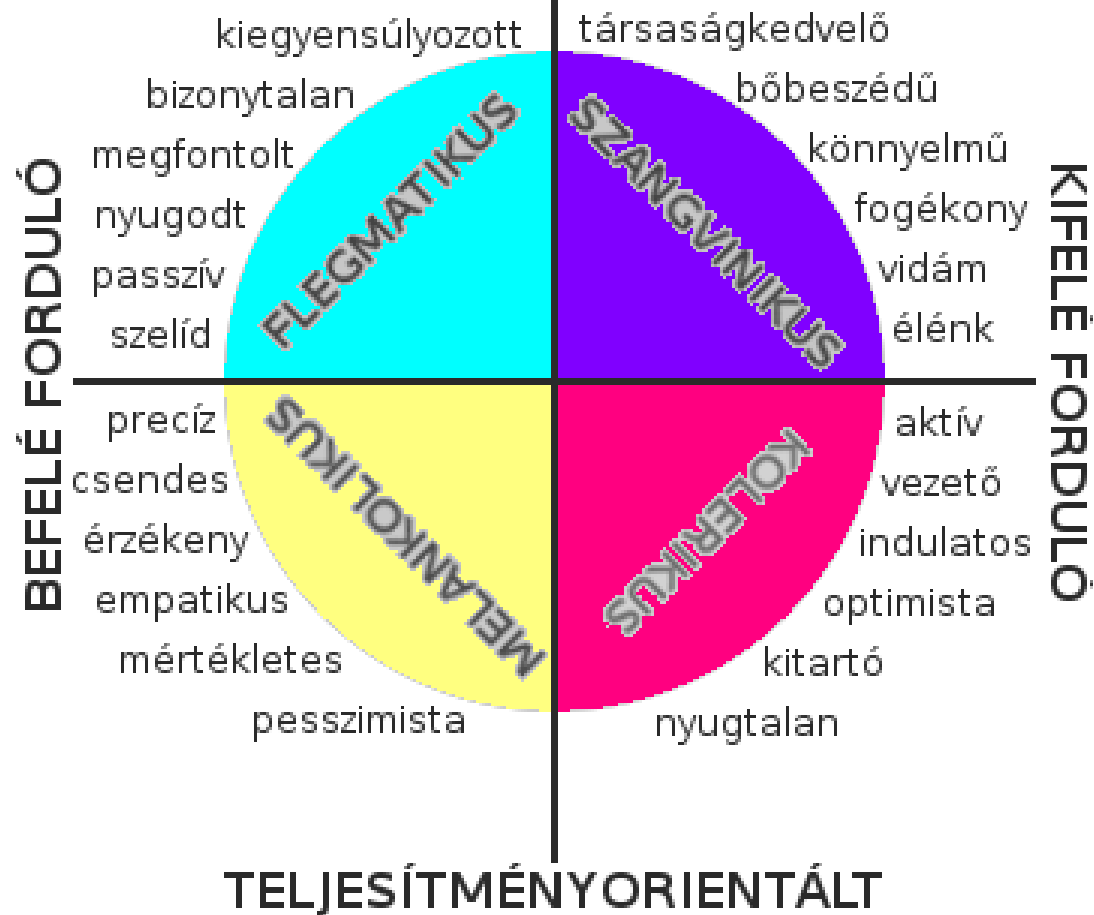 kiegyensúlyozott
bizonytalan
megfontolt
nyugodt
passzív
szelíd
FLEGMATIKUS
társaságkedvelő
bőbeszédű
könnyelmű
fogékony
vidám
élénk
SZANGVINIKUS
BEFELÉ FORDULÓ
KIFELÉ FORDULÓ
precíz
csendes
érzékeny
empatikus
mértékletes
pesszimista
MELANKOLIKUS
aktív
vezető
indulatos
optimista
kitartó
nyugtalan
KOLERIKUS
TELJESÍTMÉNYORIENTÁLT